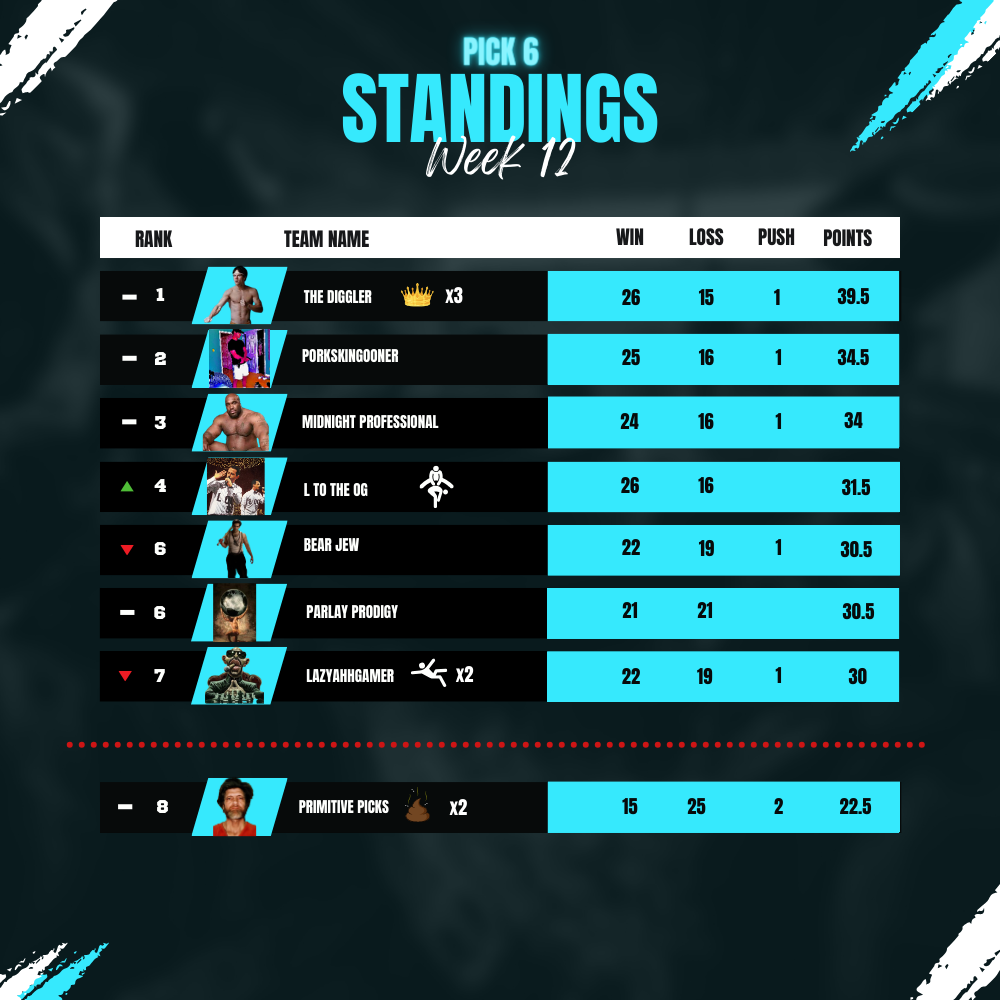 PICK 6
STANDINGS
Week 12
RANK TEAM NAME WIN LOSS PUSH POINTS
1 THE DIGGLER X3 26 15 1 39.5
2 PORKSKINGOONER 25 16 1 34.5
3 MIDNIGHT PROFESSIONAL 24 16 1 34
4 L TO THE OG 26 16 31.5
6 BEAR JEW 22 19 1 30.5
6 PARLAY PRODIGY 21 21 30.5
7 LAZYAHHGAMER X2 22 19 1 30
8 PRIMITIVE PICKS X2 15 25 2 22.5